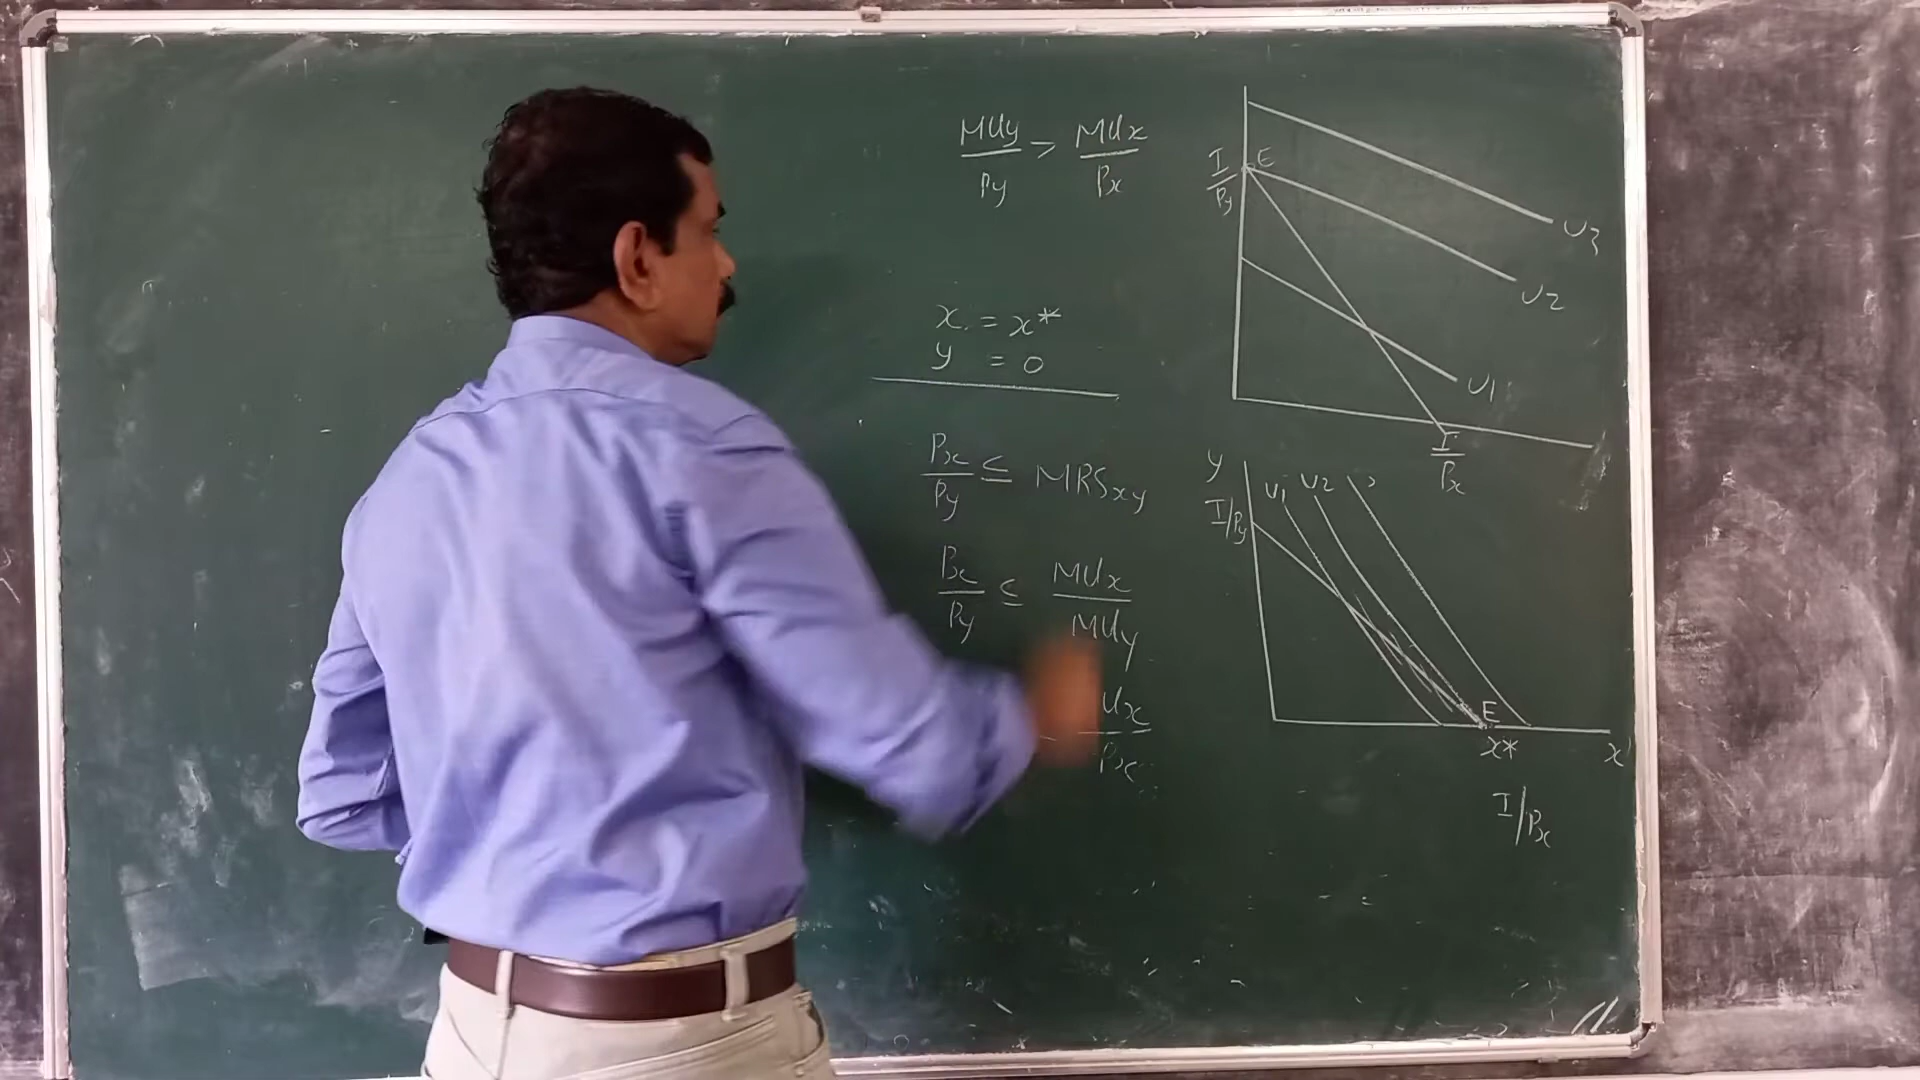 MUy/Py > MUx/Px
x = x*
y = 0
Px/Py ≤ MRSxy
Px/Py ≤ MUx/MUy
Ux/Px
I/Py
E
U3
U2
U1
I/Px
y
U1 U2
I/Py
E
x*
x
I/Px